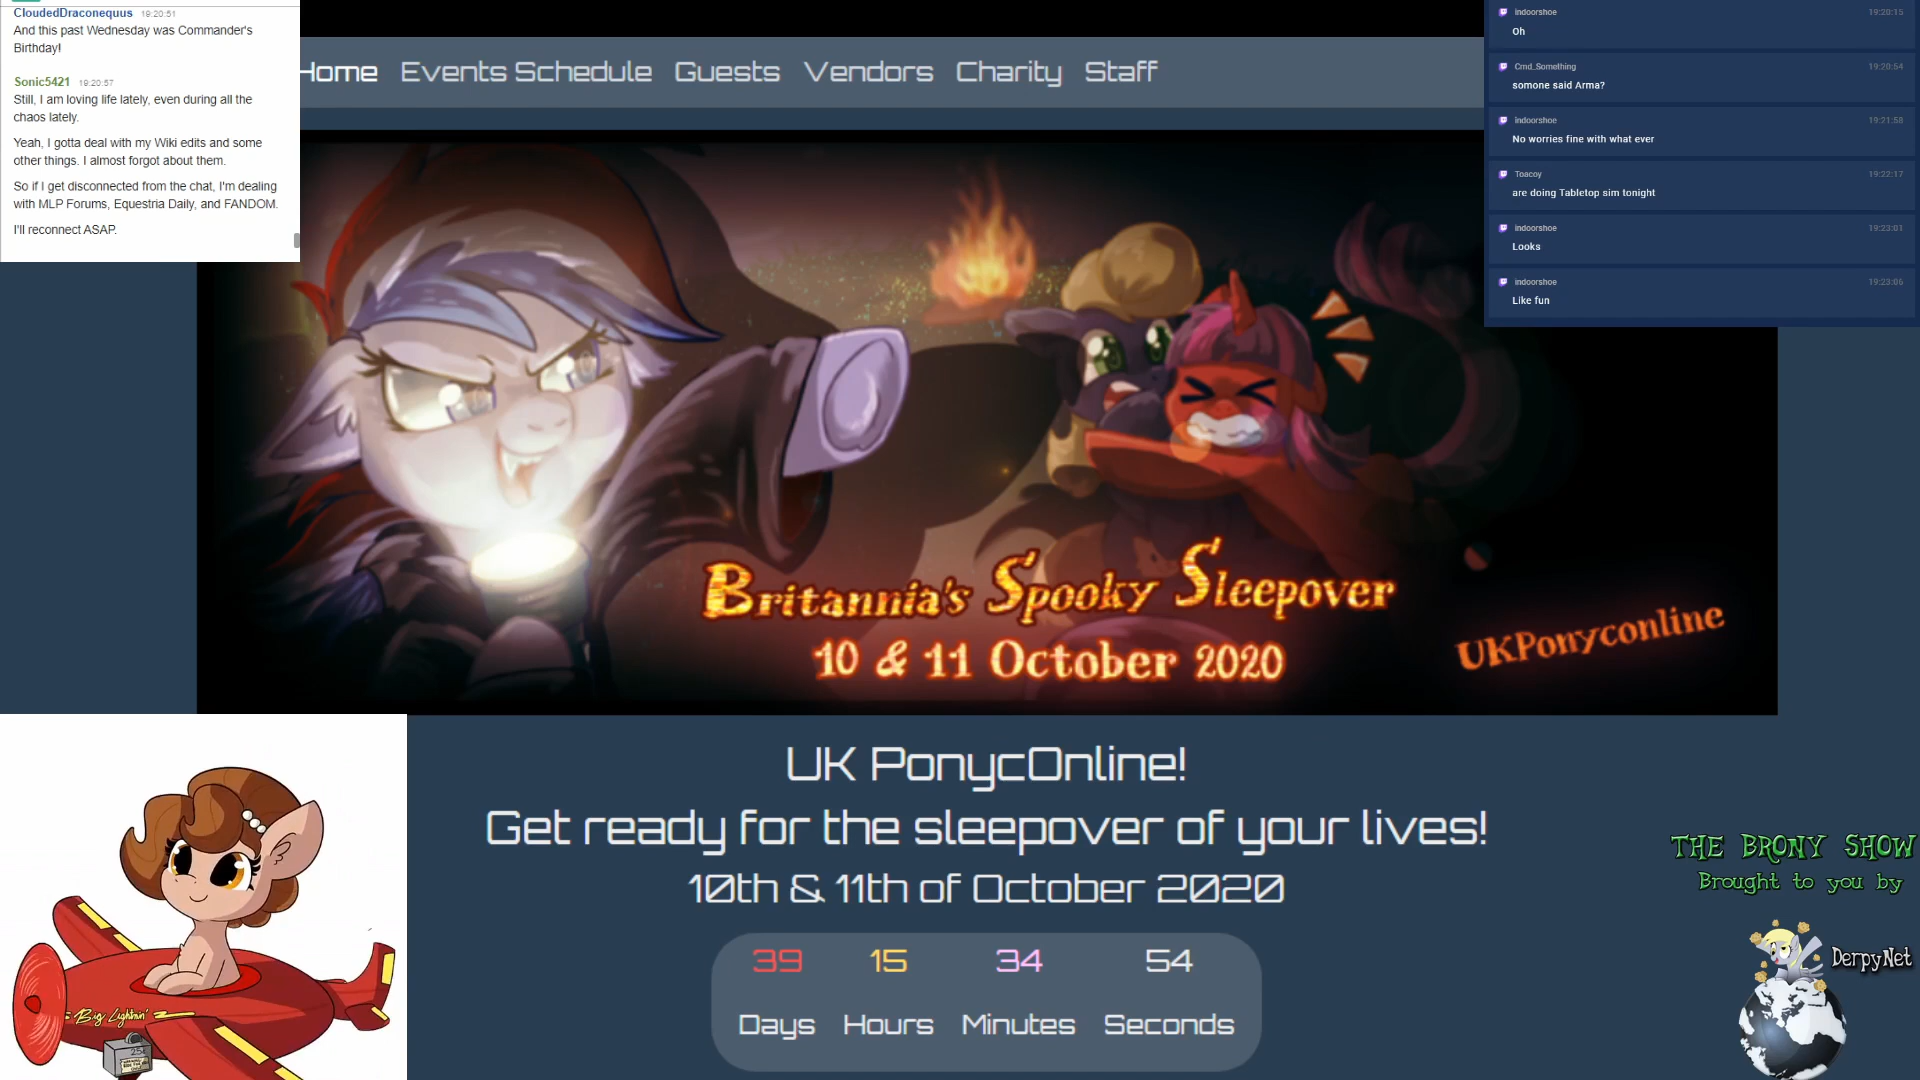 CloudedDraconequus 19:20:51
And this past Wednesday was Commander's
Birthday!
Sonic5421 19:20:57
Still, I am loving life lately, even during all the
chaos lately.
Yeah, I gotta deal with my Wiki edits and some
other things. I almost forgot about them.
So if I get disconnected from the chat, I'm dealing
with MLP Forums, Equestria Daily, and FANDOM.
I'll reconnect ASAP.
Home Events Schedule Guests Vendors Charity Staff
indoorshoe 19:20:15
Oh
Cmd_Something 19:20:54
somone said Arma?
indoorshoe 19:21:58
No worries fine with what ever
Toacoy 19:22:17
are doing Tabletop sim tonight
indoorshoe 19:23:01
Looks
indoorshoe 19:23:06
Like fun
Britannia's Spooky Sleepover
10 & 11 October 2020
UKPonyconline
UK PonycOnline!
Get ready for the sleepover of your lives!
10th & 11th of October 2020
39 15 34 54
Days Hours Minutes Seconds
Big Lightnin'
THE BRONY SHOW
Brought to you by
DerpyNet